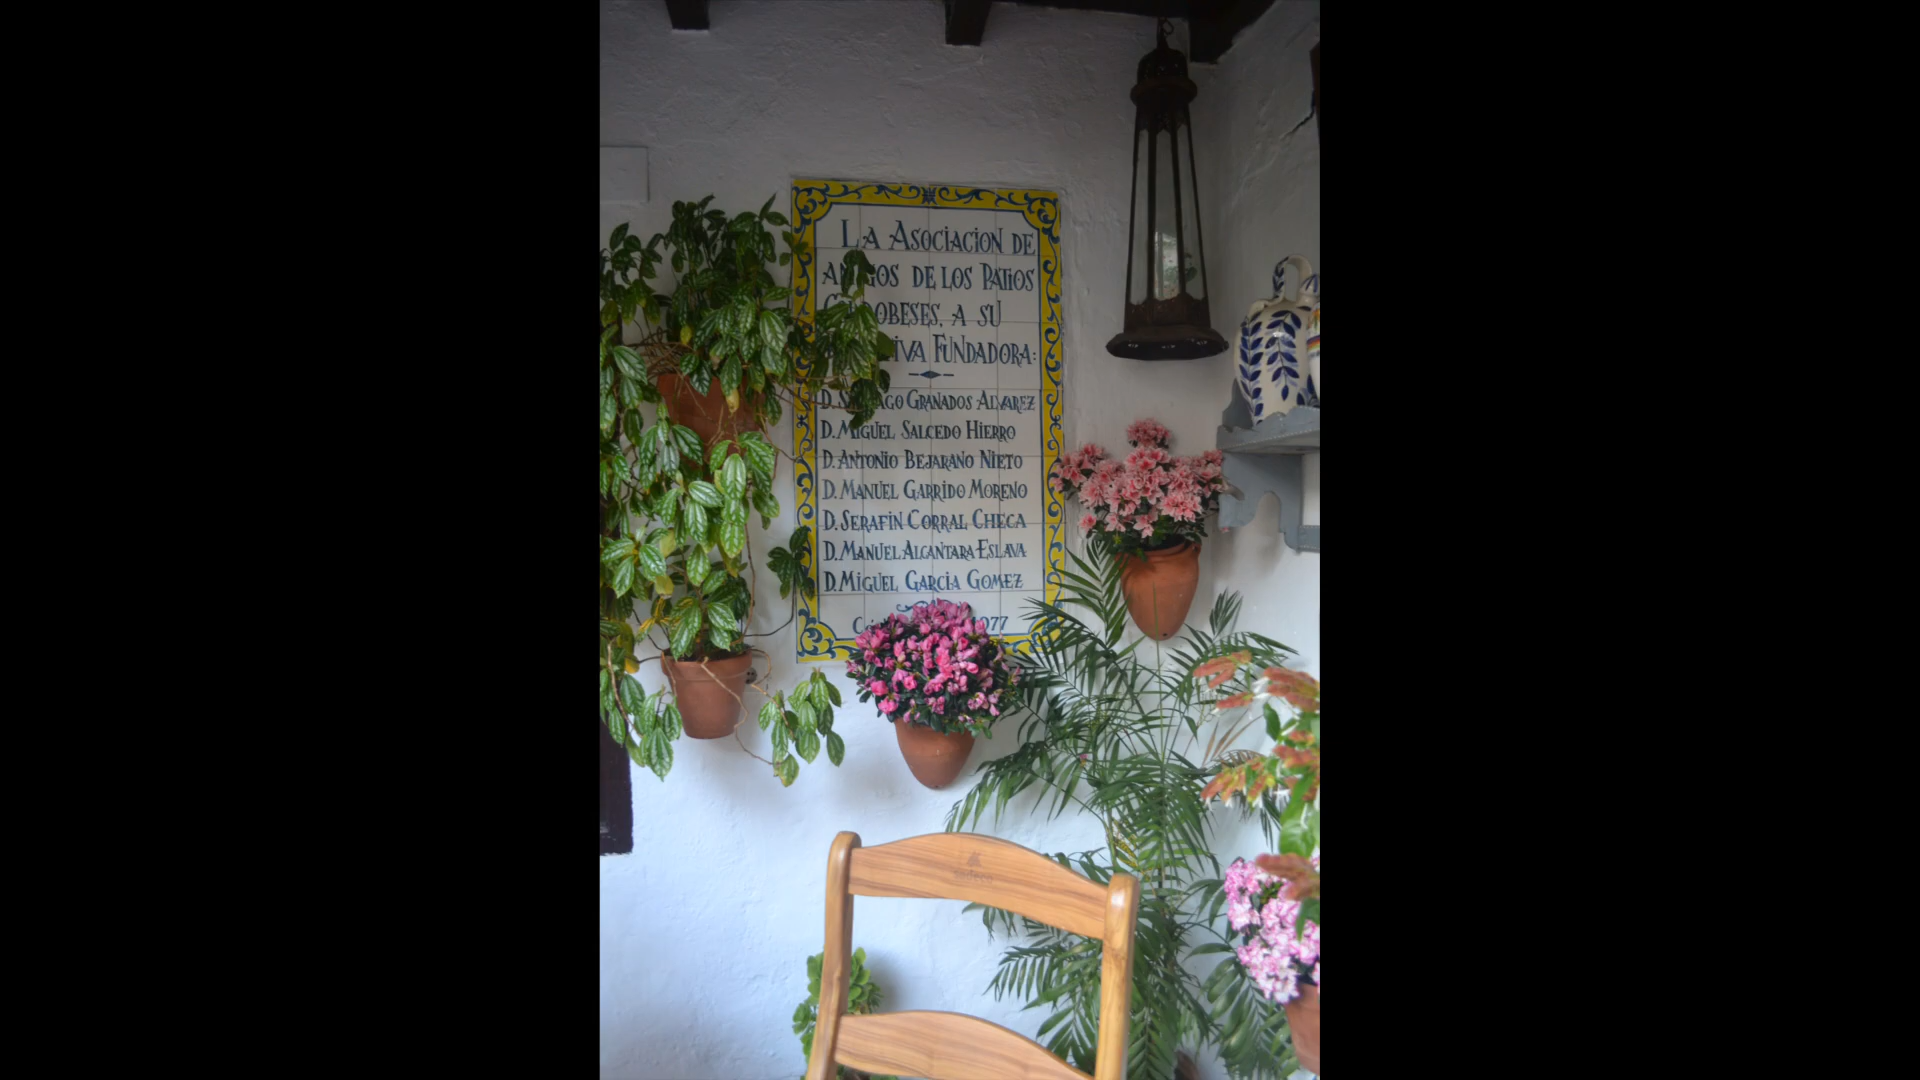 LA ASOCIACION DE
DE LOS PATIOS
A SU
FUNDADORA:
D. GRANADOS ALVAREZ
D. MIGUEL SALCEDO HIERRO
D. ANTONIO BEJARANO NIETO
D. MANUEL GARRIDO MORENO
D. SERAFIN CORRAL CHECA
D. MANUEL ALCANTARA ESLAVA
D. MIGUEL GARCIA GOMEZ